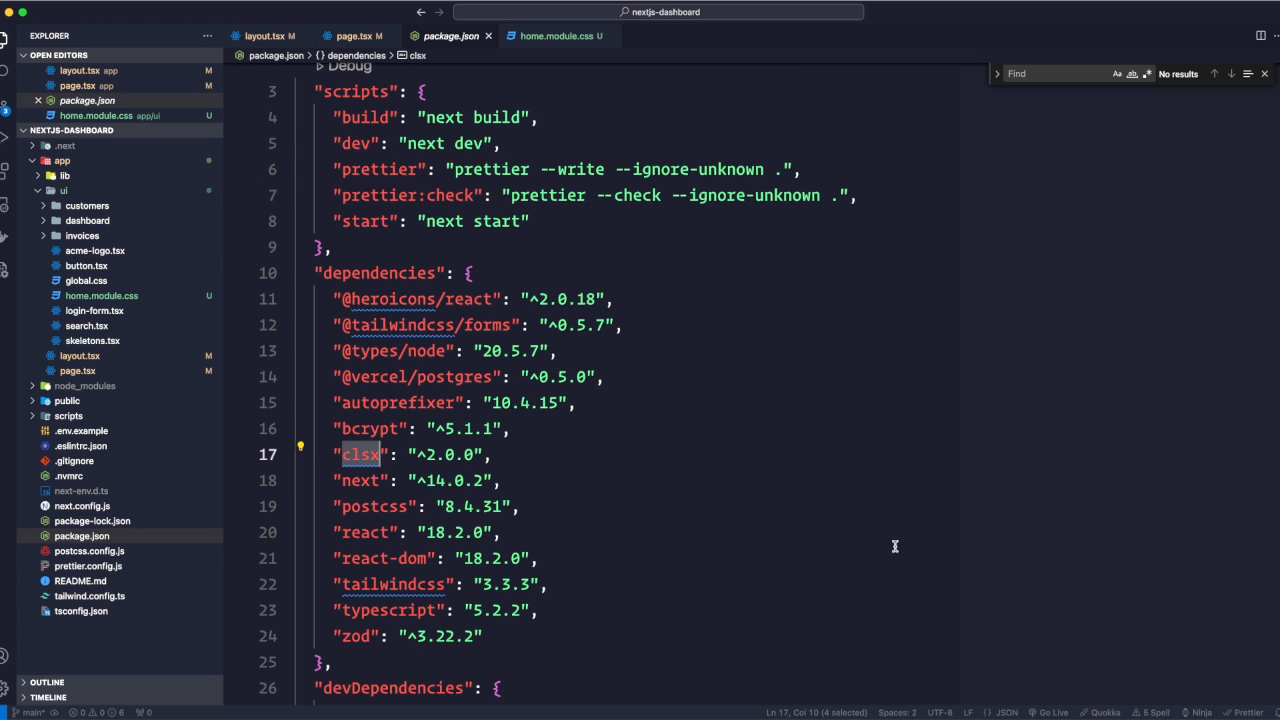 nextjs-dashboard
EXPLORER
layout.tsx M
page.tsx M
package.json
home.module.css U
OPEN EDITORS
layout.tsx app M
page.tsx app M
package.json
home.module.css app/ui U
NEXTJS-DASHBOARD
.next
app
lib
ui
customers
dashboard
invoices
acme-logo.tsx
button.tsx
global.css
home.module.css U
login-form.tsx
search.tsx
skeletons.tsx
layout.tsx M
page.tsx M
node_modules
public
scripts
.env.example
.eslintrc.json
.gitignore
.nvmrc
next-env.d.ts
next.config.js
package-lock.json
package.json
postcss.config.js
prettier.config.js
README.md
tailwind.config.ts
tsconfig.json
OUTLINE
TIMELINE
package.json > {} dependencies > clsx
Find Aa ab No results
Debug
3 "scripts": {
4 "build": "next build",
5 "dev": "next dev",
6 "prettier": "prettier --write --ignore-unknown .",
7 "prettier:check": "prettier --check --ignore-unknown .",
8 "start": "next start"
9 },
10 "dependencies": {
11 "@heroicons/react": "^2.0.18",
12 "@tailwindcss/forms": "^0.5.7",
13 "@types/node": "20.5.7",
14 "@vercel/postgres": "^0.5.0",
15 "autoprefixer": "10.4.15",
16 "bcrypt": "^5.1.1",
17 "clsx": "^2.0.0",
18 "next": "^14.0.2",
19 "postcss": "8.4.31",
20 "react": "18.2.0",
21 "react-dom": "18.2.0",
22 "tailwindcss": "3.3.3",
23 "typescript": "5.2.2",
24 "zod": "^3.22.2"
25 },
26 "devDependencies": {
3
main* 0 0 6 0 Ln 17, Col 10 (4 selected) Spaces: 2 UTF-8 LF {} JSON Go Live Quokka 5 Spell Ninja Prettier